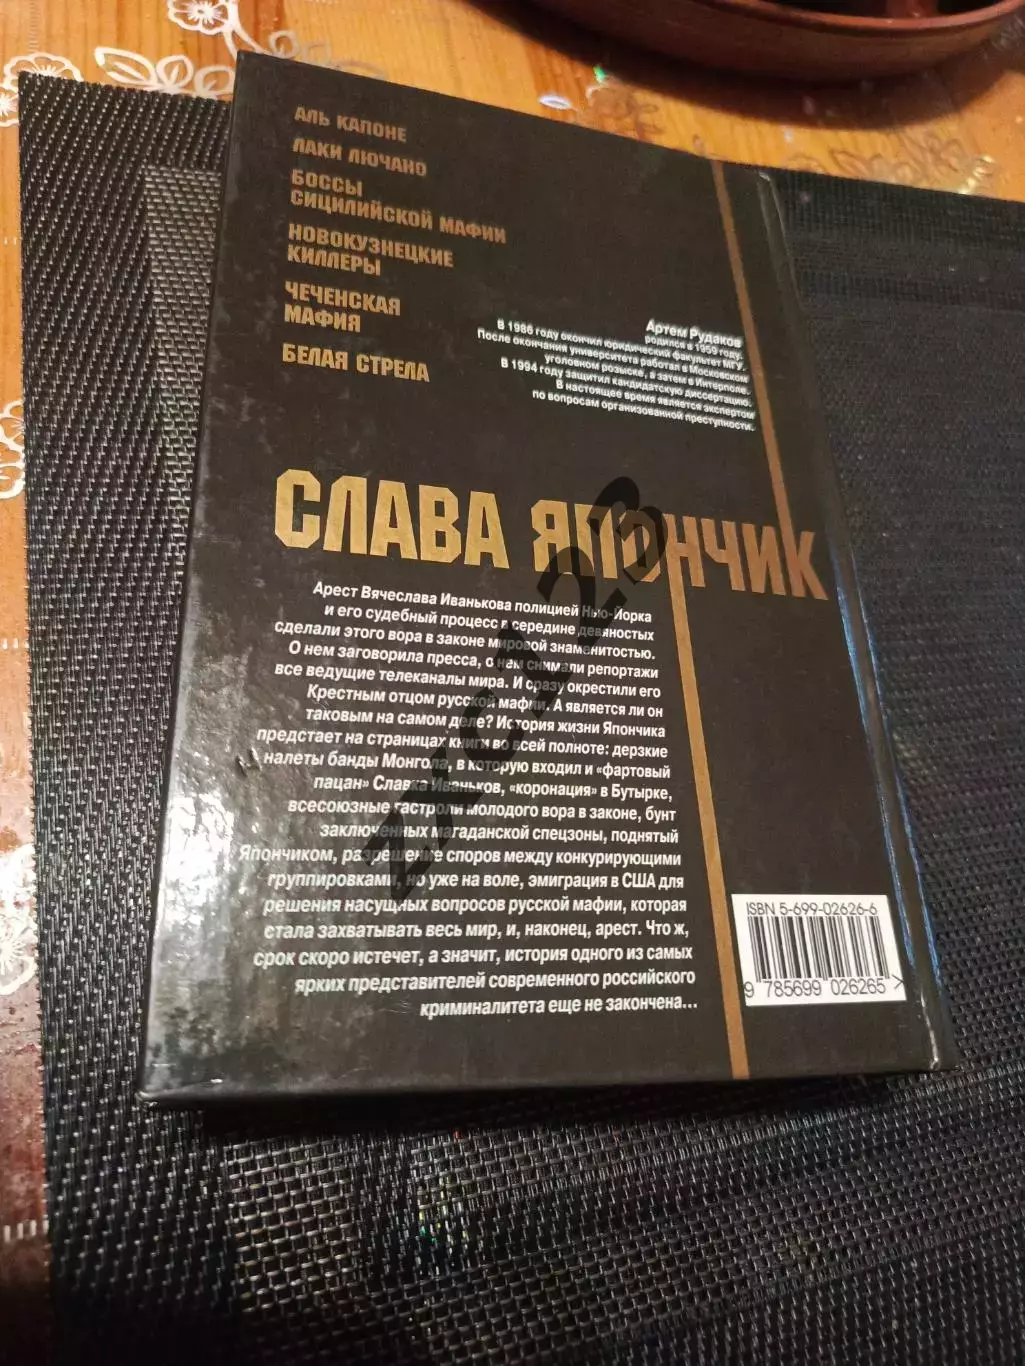 АЛЬ КАПОНЕ
ЛАКИ ЛЮЧАНО
БОССЫ
СИЦИЛИЙСКОЙ МАФИИ
НОВОКУЗНЕЦКИЕ
КИЛЛЕРЫ
ЧЕЧЕНСКАЯ
МАФИЯ
БЕЛАЯ СТРЕЛА
Артем Рудаков
родился в 1959 году.
В 1986 году окончил юридический факультет МГУ.
После окончания университета работал в Московском
уголовном розыске, а затем в Интерполе.
В 1994 году защитил кандидатскую диссертацию.
В настоящее время является экспертом
по вопросам организованной преступности.
СЛАВА ЯПОНЧИК
Арест Вячеслава Иванькова полицией Нью-Йорка
и его судебный процесс в середине девяностых
сделали этого вора в законе мировой знаменитостью.
О нем заговорила пресса, о нем снимали репортажи
все ведущие телеканалы мира. И сразу окрестили его
Крестным отцом русской мафии. А является ли он
таковым на самом деле? История жизни Япончика
предстает на страницах книги во всей полноте: дерзкие
налеты банды Монгола, в которую входил и «фартовый
пацан» Славка Иваньков, «коронация» в Бутырке,
всесоюзные гастроли молодого вора в законе, бунт
заключенных магаданской спецзоны, поднятый
Япончиком, разрешение споров между конкурирующими
группировками, но уже на воле, эмиграция в США для
решения насущных вопросов русской мафии, которая
стала захватывать весь мир, и, наконец, арест. Что ж,
срок скоро истечет, а значит, история одного из самых
ярких представителей современного российского
криминалитета еще не закончена...
ISBN 5-699-02626-6
9 785699 026265 >
zxc123